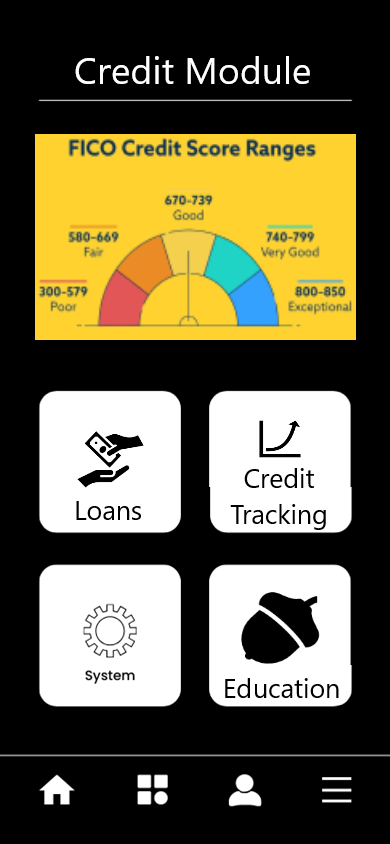 Credit Module
FICO Credit Score Ranges
670-739
Good
580-669
Fair
740-799
Very Good
300-579
Poor
800-850
Exceptional
Loans
Credit
Tracking
System
Education